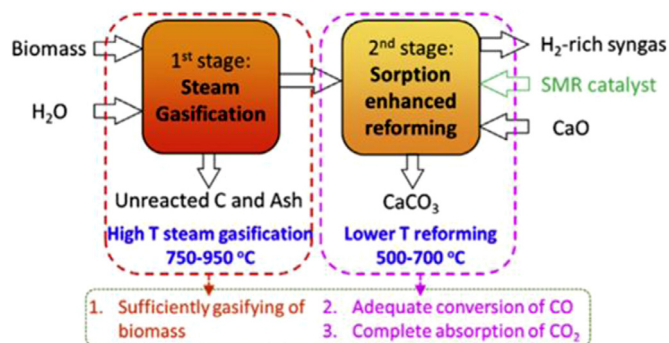 Biomass
H₂O
1st stage:
Steam
Gasification
2nd stage:
Sorption
enhanced
reforming
H₂-rich syngas
SMR catalyst
CaO
Unreacted C and Ash
CaCO₃
High T steam gasification
750-950 °C
Lower T reforming
500-700 °C
1. Sufficiently gasifying of
biomass
2. Adequate conversion of CO
3. Complete absorption of CO₂